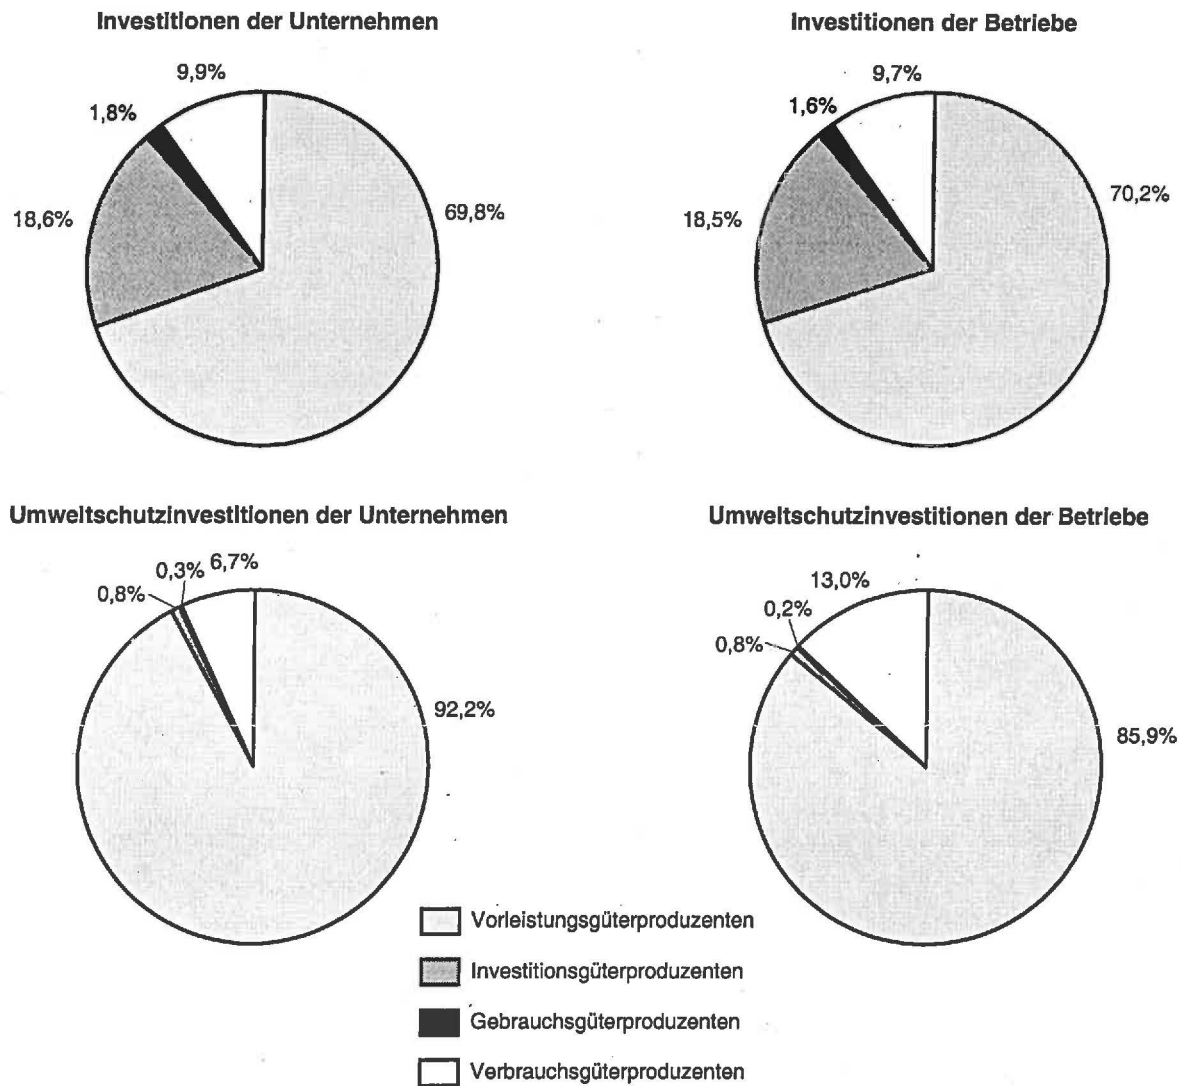 Investitionen der Unternehmen
9,9%
1,8%
18,6%
69,8%
Investitionen der Betriebe
9,7%
1,6%
18,5%
70,2%
Umweltschutzinvestitionen der Unternehmen
6,7%
0,3%
0,8%
92,2%
Umweltschutzinvestitionen der Betriebe
13,0%
0,2%
0,8%
85,9%
Vorleistungsgüterproduzenten
Investitionsgüterproduzenten
Gebrauchsgüterproduzenten
Verbrauchsgüterproduzenten